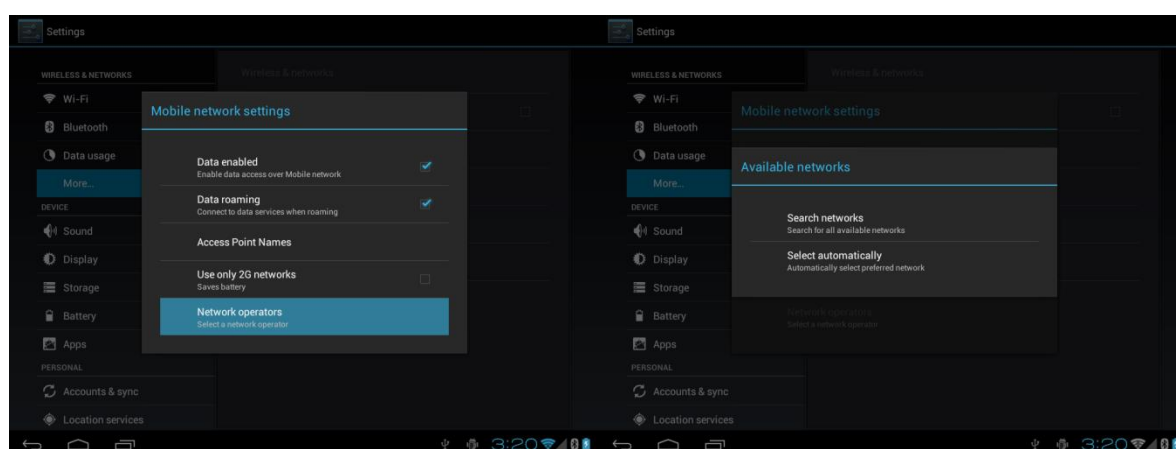 Settings
WIRELESS & NETWORKS
Wireless & networks
Wi-Fi
Bluetooth
Data usage
More...
DEVICE
Sound
Display
Storage
Battery
Apps
PERSONAL
Accounts & sync
Location services
Mobile network settings
Data enabled
Enable data access over Mobile network
Data roaming
Connect to data services when roaming
Access Point Names
Use only 2G networks
Saves battery
Network operators
Select a network operator
3:20
Settings
WIRELESS & NETWORKS
Wireless & networks
Wi-Fi
Bluetooth
Data usage
More...
DEVICE
Sound
Display
Storage
Battery
Apps
PERSONAL
Accounts & sync
Location services
Mobile network settings
Available networks
Search networks
Search for all available networks
Select automatically
Automatically select preferred network
Network operators
Select a network operator
3:20